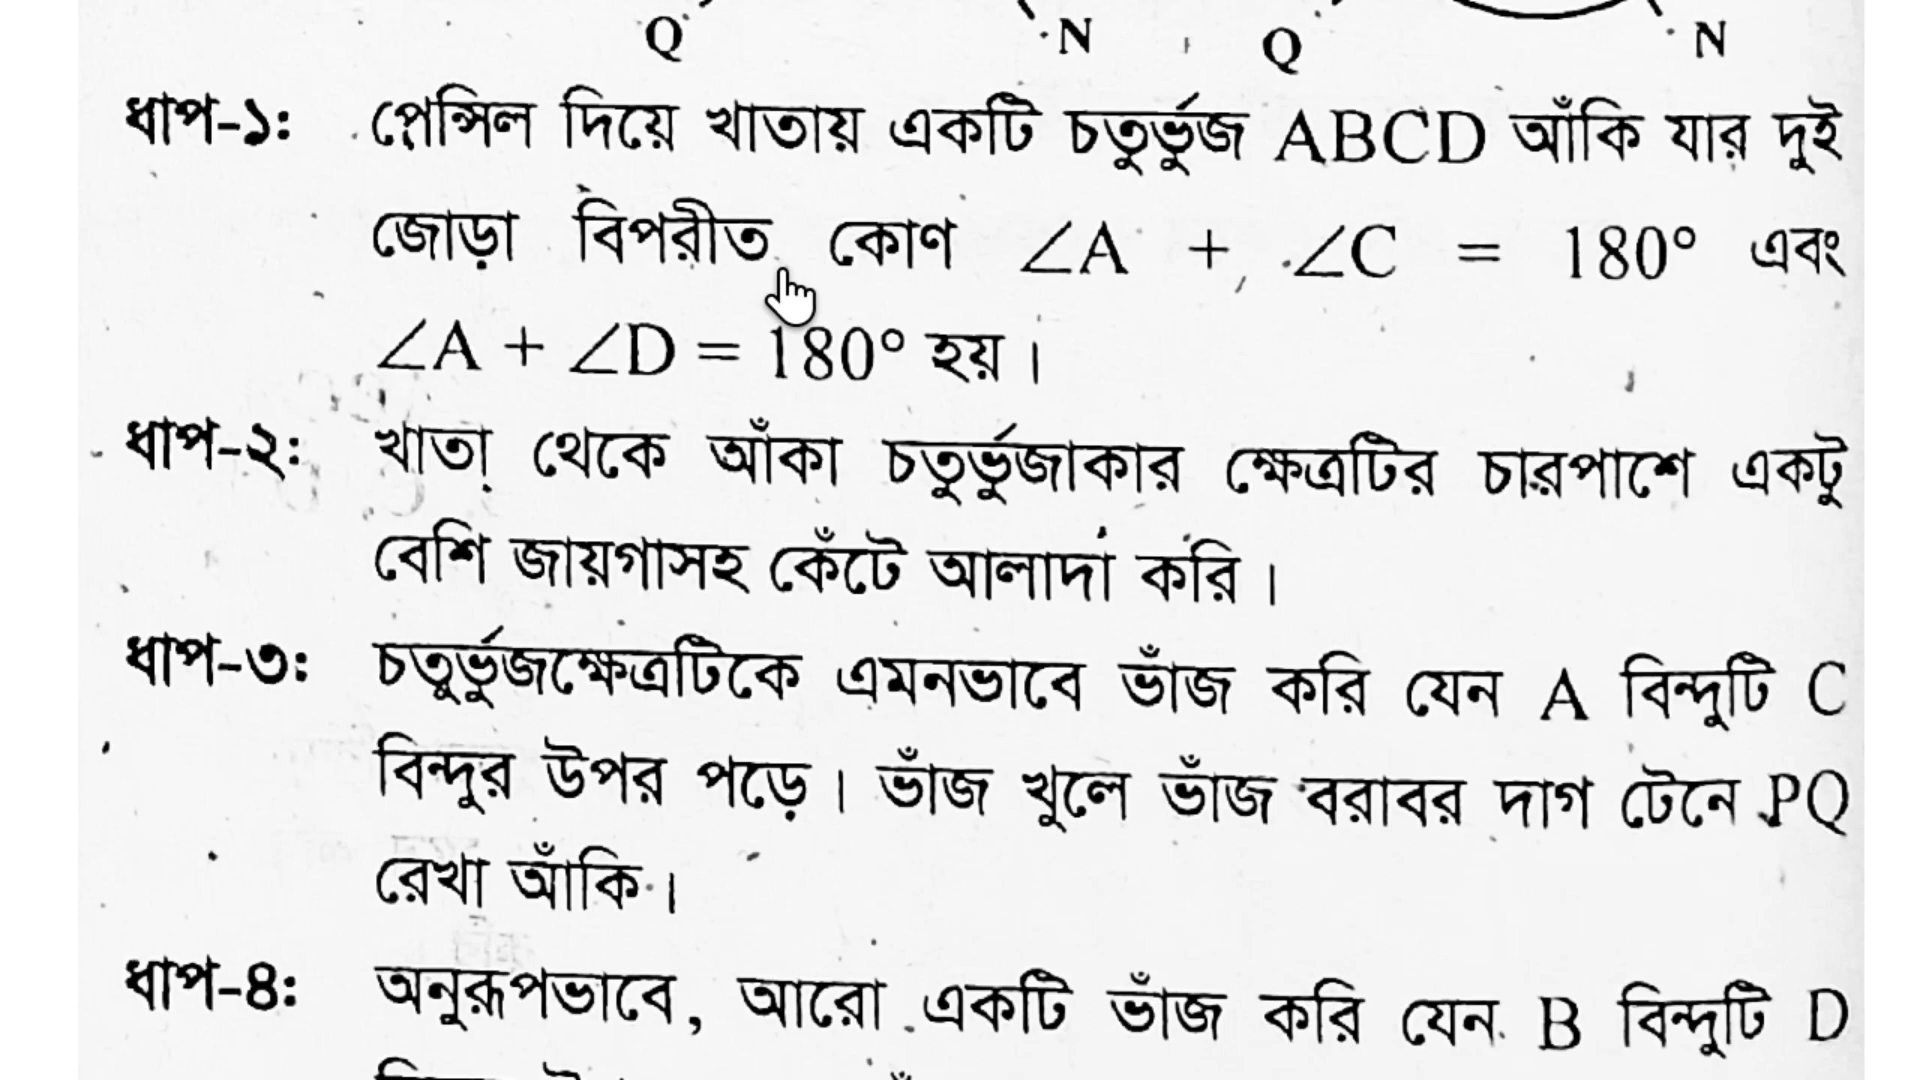 Q N Q N
ধাপ-১: পেন্সিল দিয়ে খাতায় একটি চতুর্ভুজ ABCD আঁকি যার দুই
জোড়া বিপরীত কোণ ∠A + ∠C = 180° এবং
∠A + ∠D = 180° হয়।
ধাপ-২: খাতা থেকে আঁকা চতুর্ভুজাকার ক্ষেত্রটির চারপাশে একটু
বেশি জায়গাসহ কেঁটে আলাদা করি।
ধাপ-৩: চতুর্ভুজক্ষেত্রটিকে এমনভাবে ভাঁজ করি যেন A বিন্দুটি C
বিন্দুর উপর পড়ে। ভাঁজ খুলে ভাঁজ বরাবর দাগ টেনে PQ
রেখা আঁকি।
ধাপ-৪: অনুরূপভাবে, আরো একটি ভাঁজ করি যেন B বিন্দুটি D